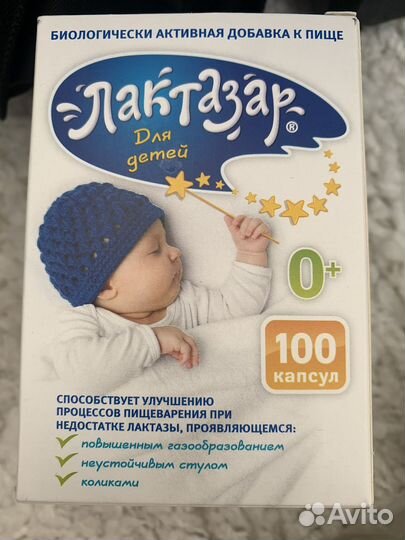 БИОЛОГИЧЕСКИ АКТИВНАЯ ДОБАВКА К ПИЩЕ
Лактазар®
Для
детей
0+
100
капсул
СПОСОБСТВУЕТ УЛУЧШЕНИЮ
ПРОЦЕССОВ ПИЩЕВАРЕНИЯ ПРИ
НЕДОСТАТКЕ ЛАКТАЗЫ, ПРОЯВЛЯЮЩЕМСЯ:
повышенным газообразованием
неустойчивым стулом
коликами
Avito